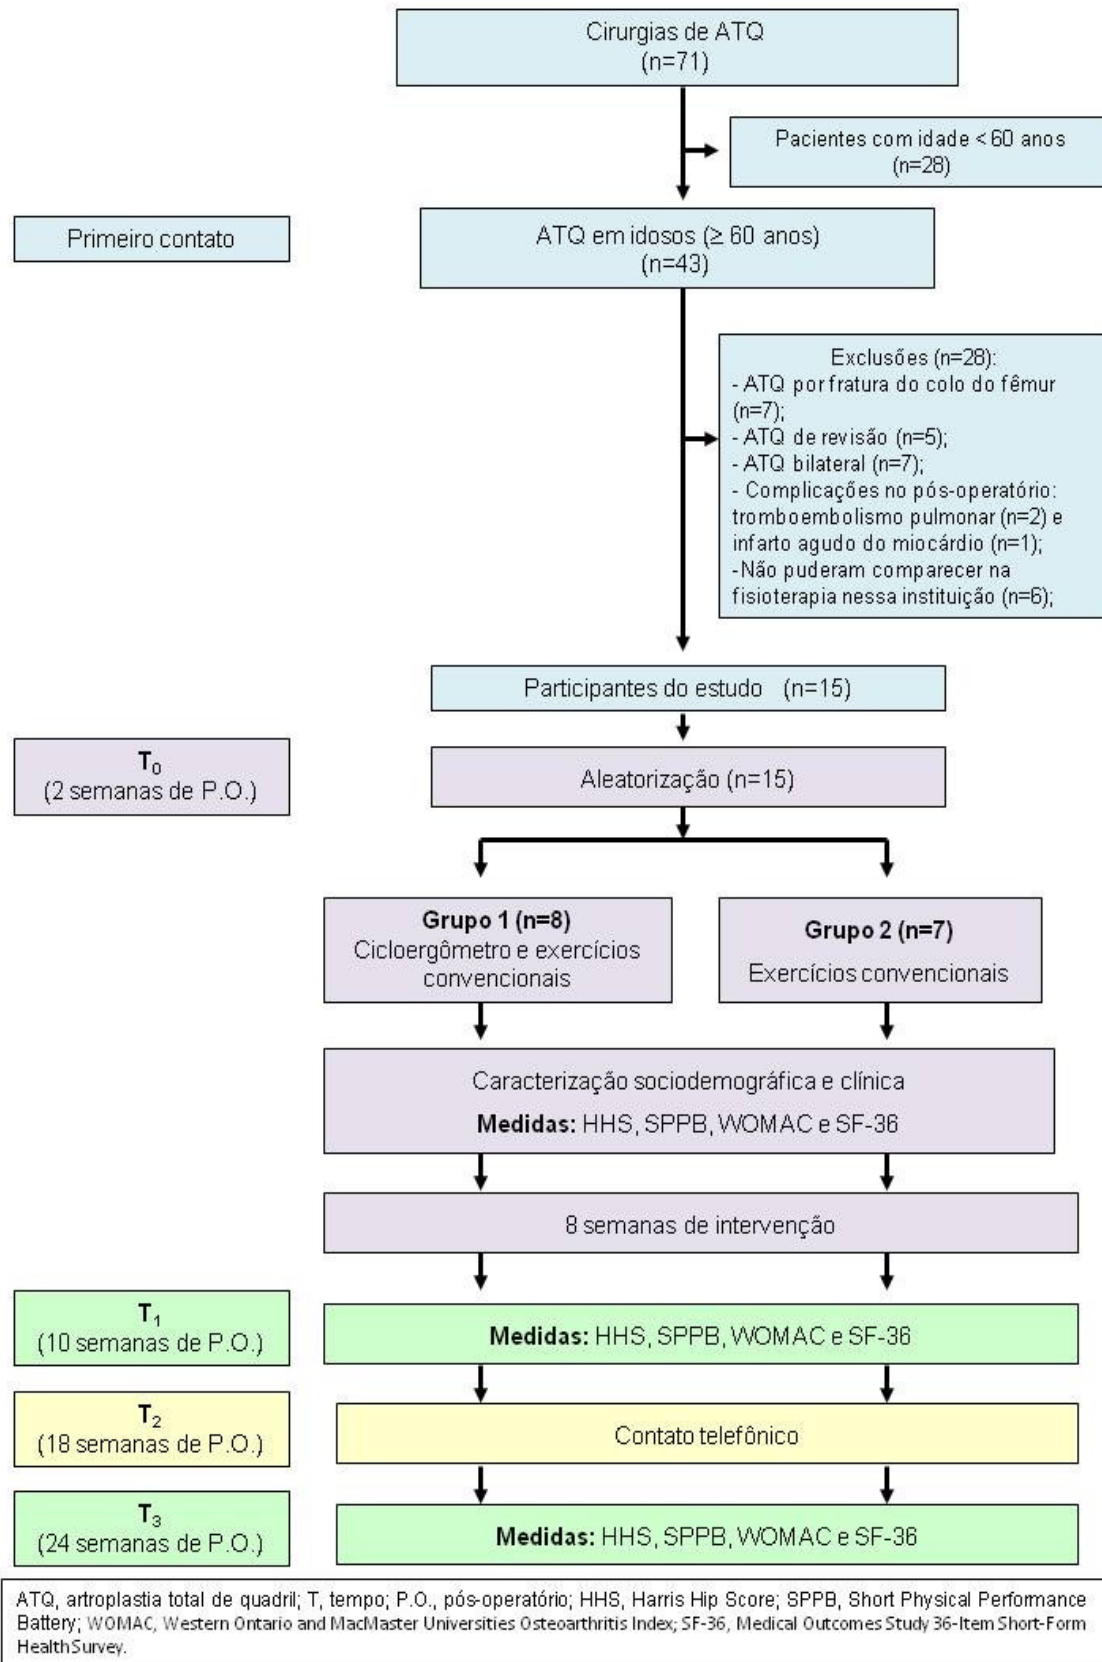 Cirurgias de ATQ
(n=71)
Pacientes com idade < 60 anos
(n=28)
Primeiro contato
ATQ em idosos (≥ 60 anos)
(n=43)
Exclusões (n=28):
- ATQ por fratura do colo do fêmur
(n=7);
- ATQ de revisão (n=5);
- ATQ bilateral (n=7);
- Complicações no pós-operatório:
tromboembolismo pulmonar (n=2) e
infarto agudo do miocárdio (n=1);
-Não puderam comparecer na
fisioterapia nessa instituição (n=6);
Participantes do estudo (n=15)
T₀
(2 semanas de P.O.)
Aleatorização (n=15)
Grupo 1 (n=8)
Cicloergômetro e exercícios
convencionais
Grupo 2 (n=7)
Exercícios convencionais
Caracterização sociodemográfica e clínica
Medidas: HHS, SPPB, WOMAC e SF-36
8 semanas de intervenção
T₁
(10 semanas de P.O.)
Medidas: HHS, SPPB, WOMAC e SF-36
T₂
(18 semanas de P.O.)
Contato telefônico
T₃
(24 semanas de P.O.)
Medidas: HHS, SPPB, WOMAC e SF-36
ATQ, artroplastia total de quadril; T, tempo; P.O., pós-operatório; HHS, Harris Hip Score; SPPB, Short Physical Performance
Battery; WOMAC, Western Ontario and MacMaster Universities Osteoarthritis Index; SF-36, Medical Outcomes Study 36-Item Short-Form
HealthSurvey.